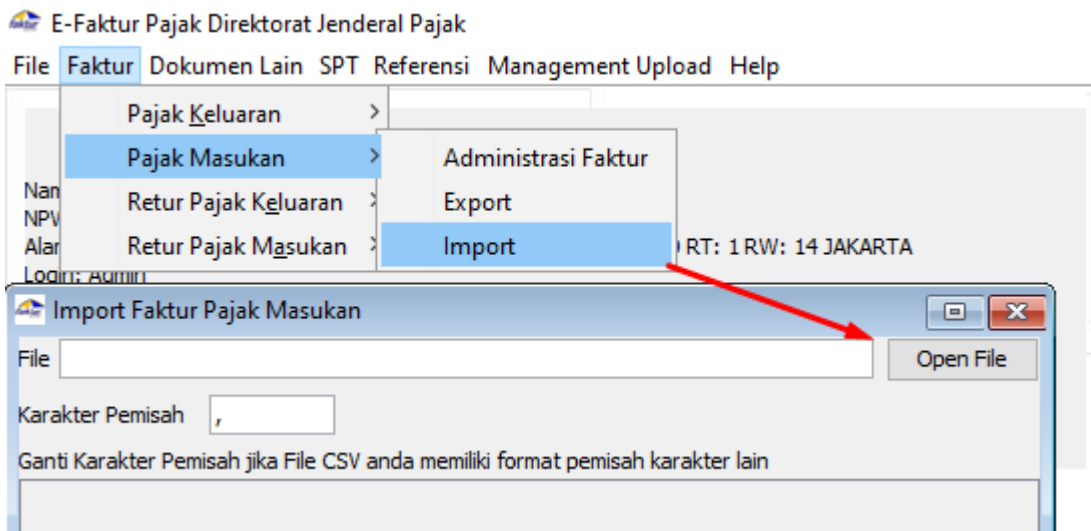 E-Faktur Pajak Direktorat Jenderal Pajak
File Faktur Dokumen Lain SPT Referensi Management Upload Help
Pajak Keluaran
Pajak Masukan
Retur Pajak Keluaran
Retur Pajak Masukan
Administrasi Faktur
Export
Import
RT: 1 RW: 14 JAKARTA
Login: Admin
Import Faktur Pajak Masukan
File Open File
Karakter Pemisah ,
Ganti Karakter Pemisah jika File CSV anda memiliki format pemisah karakter lain